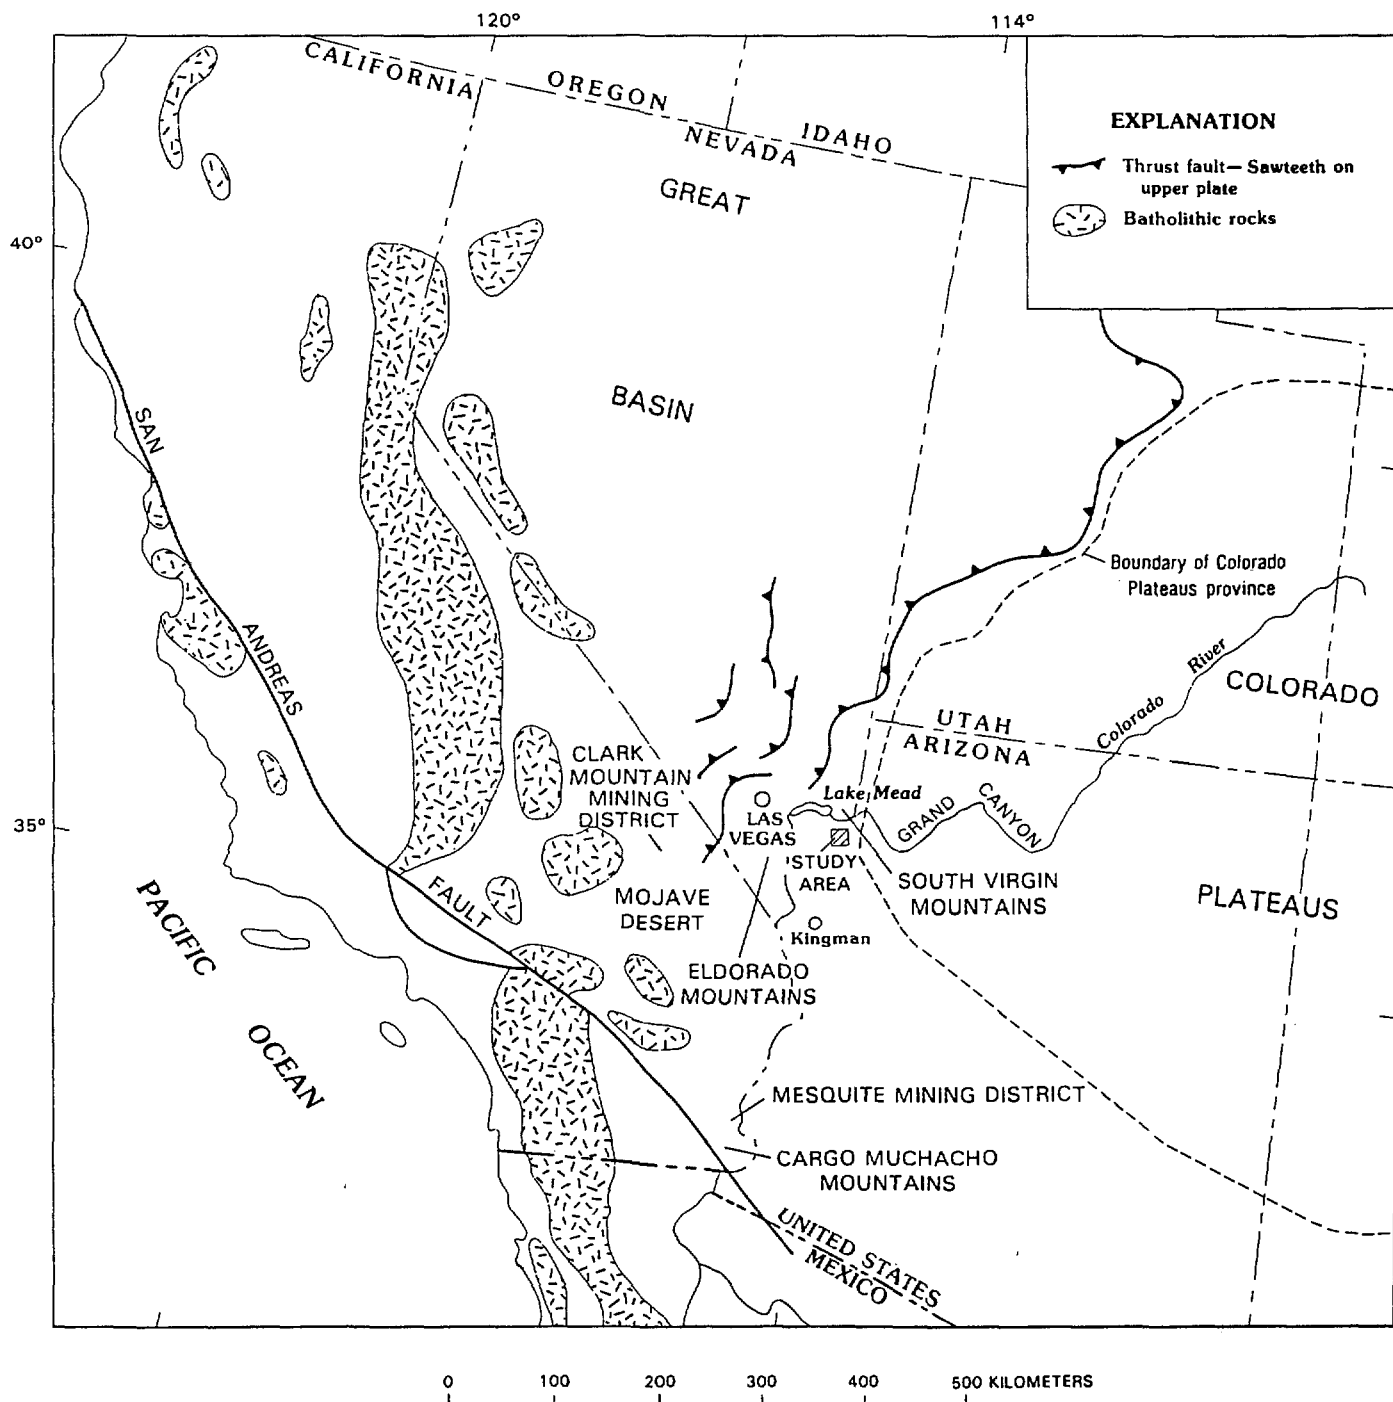 120°
114°
CALIFORNIA
OREGON
NEVADA
IDAHO
GREAT
EXPLANATION
Thrust fault—Sawteeth on
upper plate
Batholithic rocks
40°
BASIN
SAN
Boundary of Colorado
Plateaus province
ANDREAS
River
Colorado
COLORADO
UTAH
ARIZONA
CLARK
MOUNTAIN
MINING
DISTRICT
Lake Mead
GRAND
CANYON
35°
LAS
VEGAS
STUDY
AREA
SOUTH VIRGIN
MOUNTAINS
PLATEAUS
FAULT
MOJAVE
DESERT
Kingman
PACIFIC
OCEAN
ELDORADO
MOUNTAINS
MESQUITE MINING DISTRICT
CARGO MUCHACHO
MOUNTAINS
UNITED STATES
MEXICO
0 100 200 300 400 500 KILOMETERS